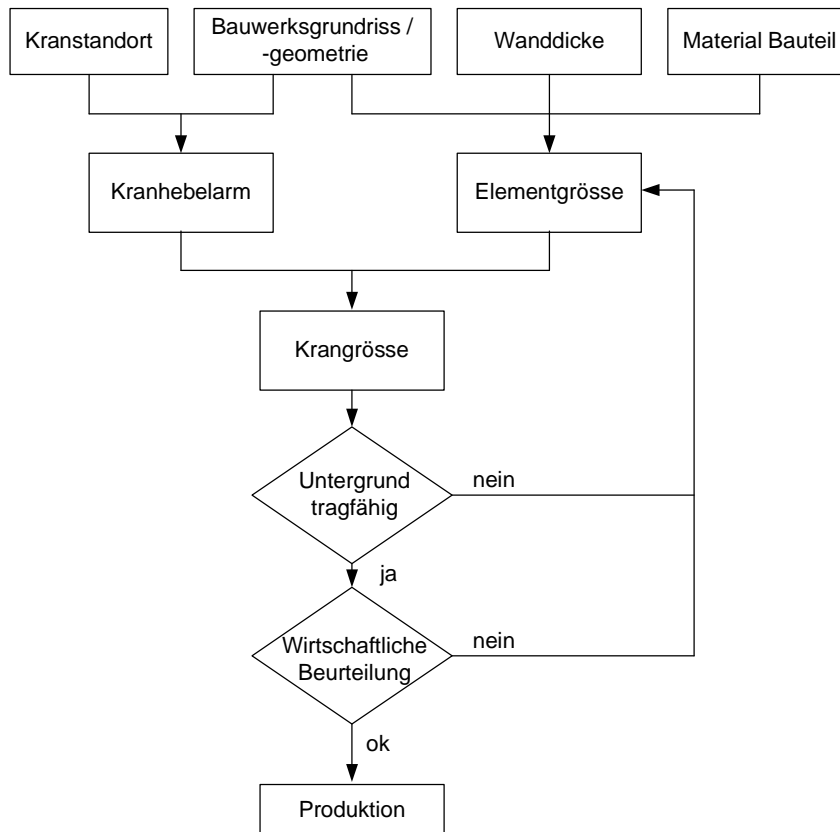 Kranstandort
Bauwerksgrundriss /
-geometrie
Wanddicke
Material Bauteil
Kranhebelarm
Elementgrösse
Krangrösse
Untergrund
tragfähig
nein
ja
Wirtschaftliche
Beurteilung
nein
ok
Produktion